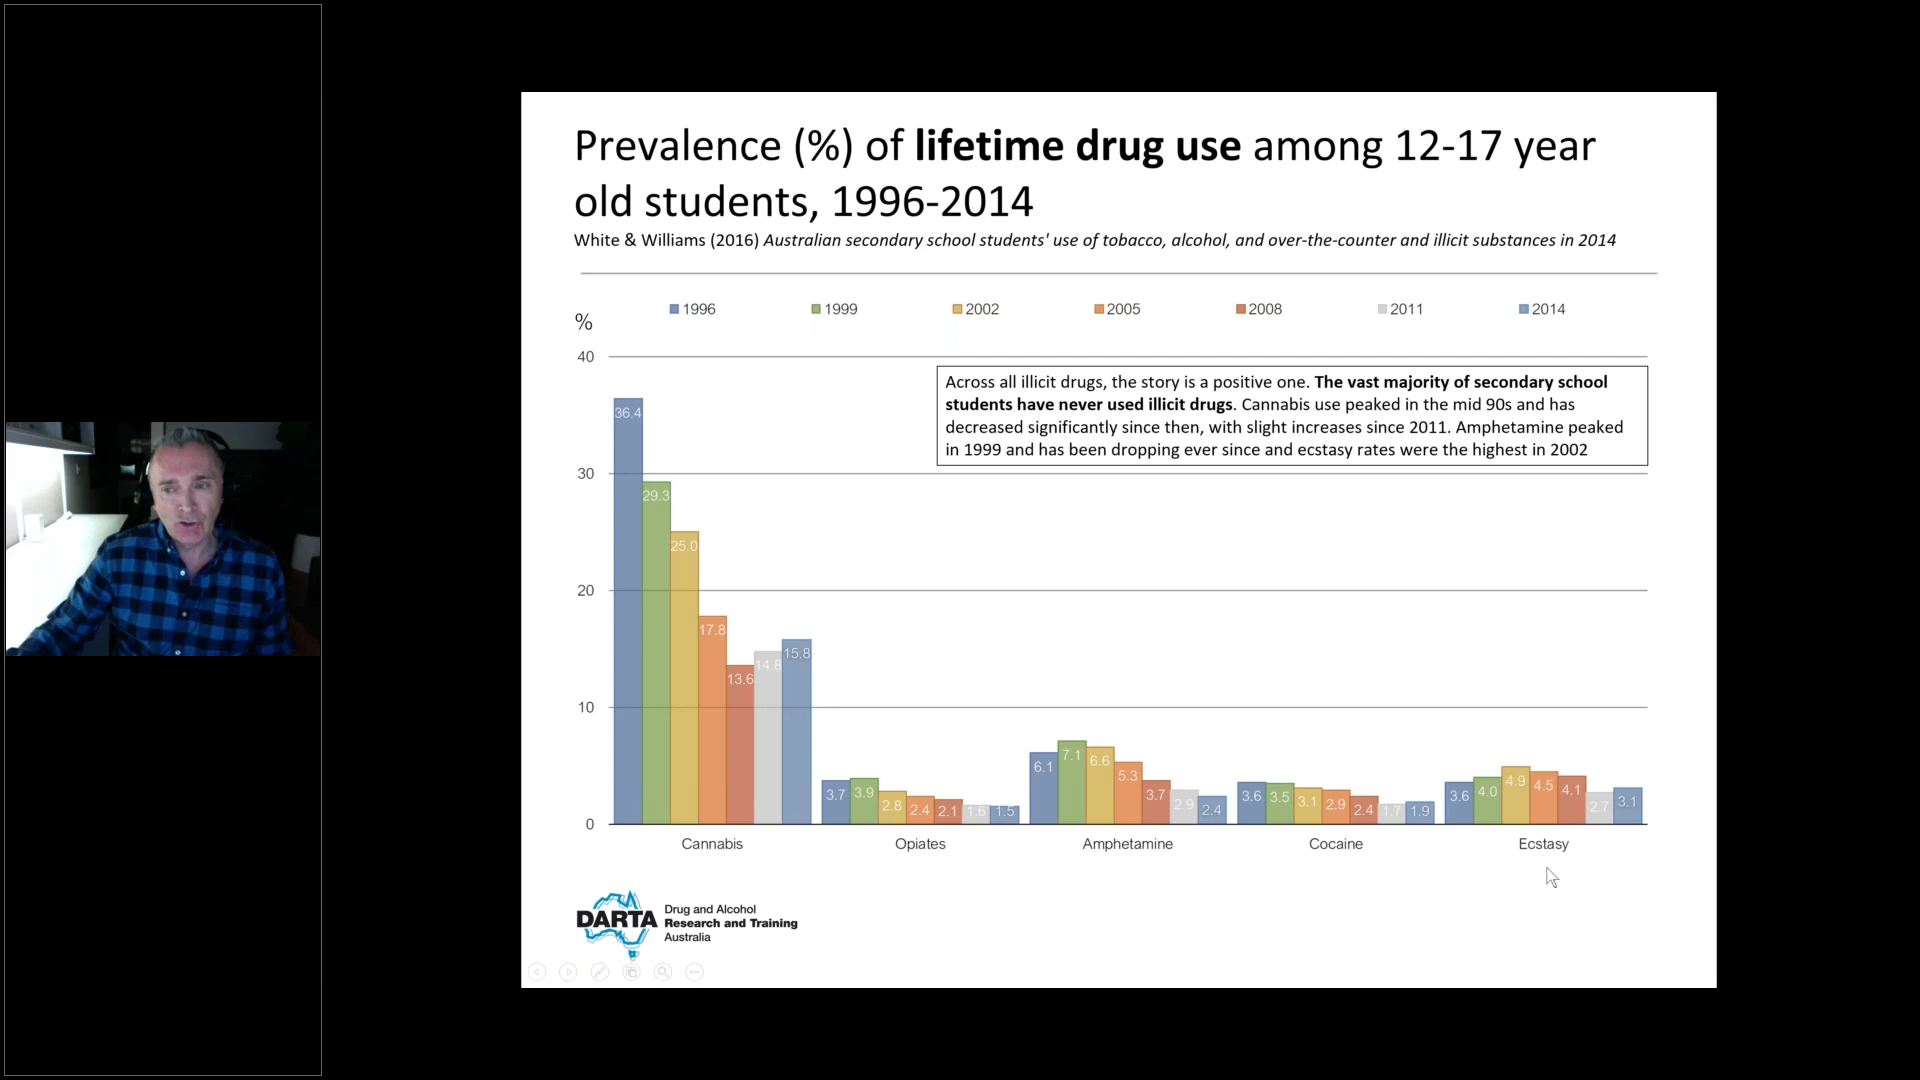 Prevalence (%) of lifetime drug use among 12-17 year
old students, 1996-2014
White & Williams (2016) Australian secondary school students' use of tobacco, alcohol, and over-the-counter and illicit substances in 2014
1996 1999 2002 2005 2008 2011 2014
%
40
Across all illicit drugs, the story is a positive one. The vast majority of secondary school
students have never used illicit drugs. Cannabis use peaked in the mid 90s and has
decreased significantly since then, with slight increases since 2011. Amphetamine peaked
in 1999 and has been dropping ever since and ecstasy rates were the highest in 2002
30
20
10
0
36.4 29.3 25.0 17.8 13.6 14.8 15.8
3.7 3.9 2.8 2.4 2.1 1.6 1.5
6.1 7.1 6.6 5.3 3.7 2.9 2.4
3.6 3.5 3.1 2.9 2.4 1.7 1.9
3.6 4.0 4.9 4.5 4.1 2.7 3.1
Cannabis Opiates Amphetamine Cocaine Ecstasy
DARTA
Drug and Alcohol
Research and Training
Australia